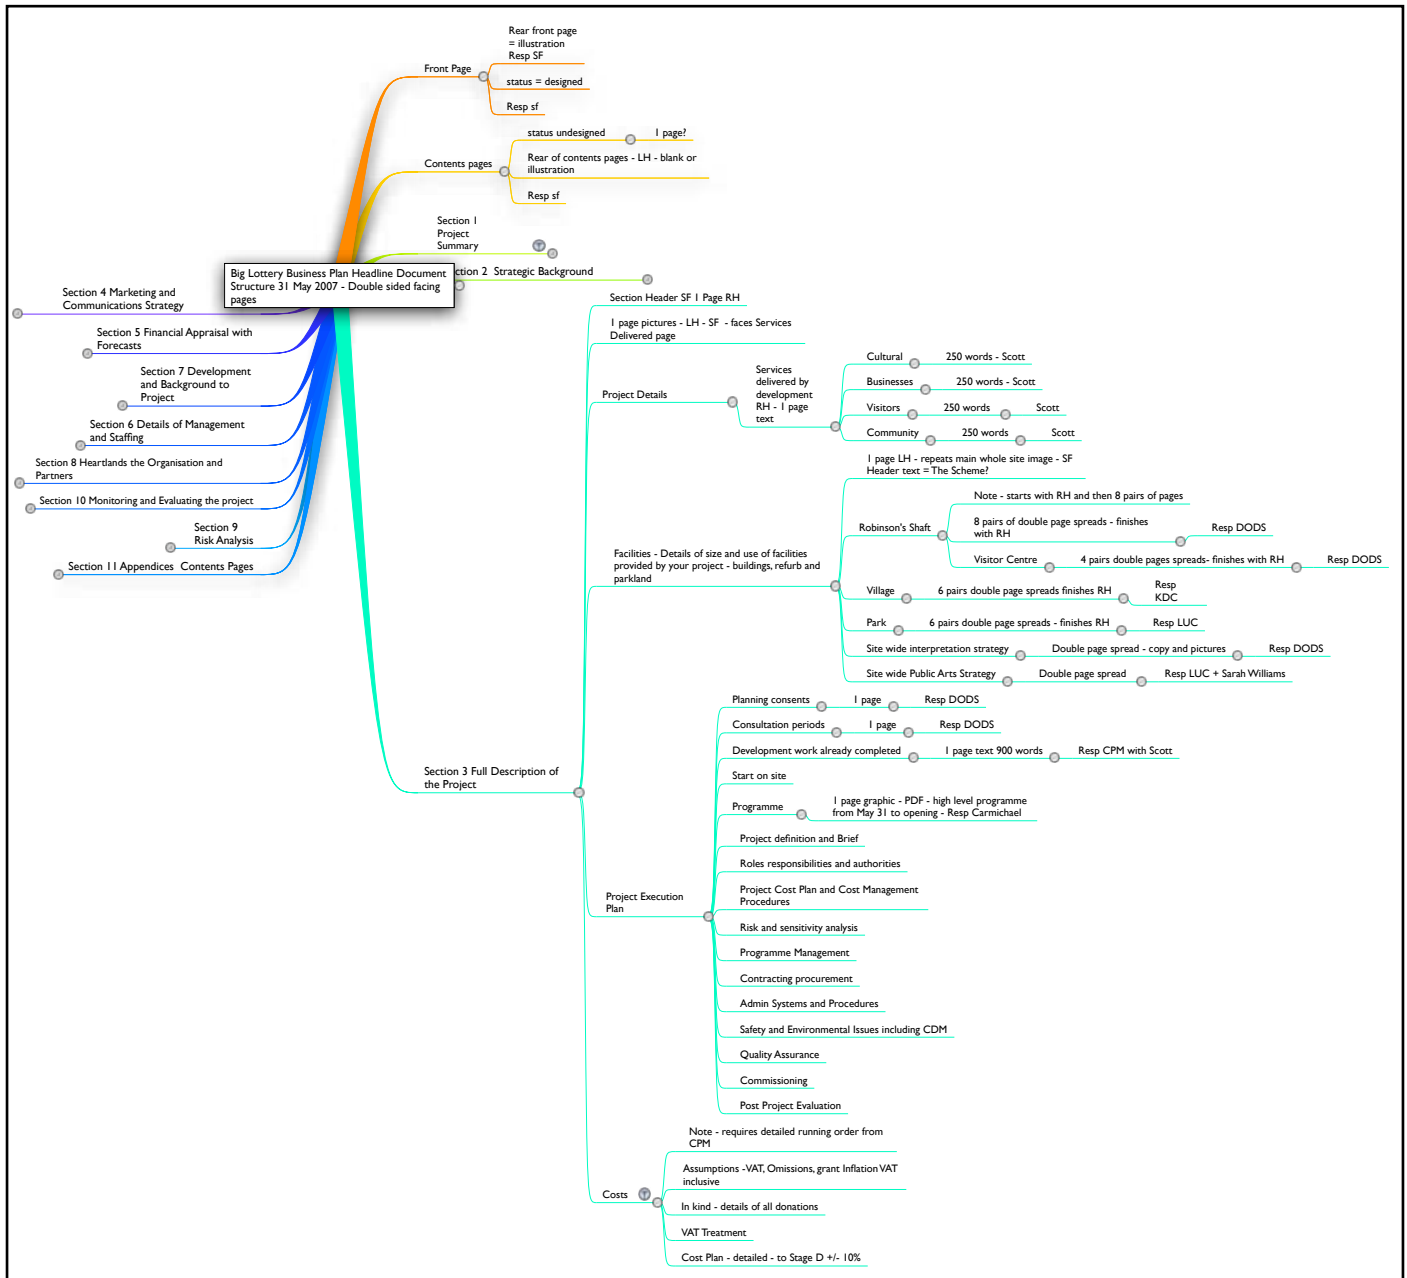 Rear front page
= illustration
Resp SF
Front Page
status = designed
Resp sf
status undesigned
1 page?
Contents pages
Rear of contents pages - LH - blank or
illustration
Resp sf
Section 1
Project
Summary
Big Lottery Business Plan Headline Document
Structure 31 May 2007 - Double sided facing
pages
ction 2 Strategic Background
Section 4 Marketing and
Communications Strategy
Section 5 Financial Appraisal with
Forecasts
Section 7 Development
and Background to
Project
Section 6 Details of Management
and Staffing
Section 8 Heartlands the Organisation and
Partners
Section 10 Monitoring and Evaluating the project
Section 9
Risk Analysis
Section 11 Appendices Contents Pages
Section 3 Full Description of
the Project
Section Header SF 1 Page RH
1 page pictures - LH - SF - faces Services
Delivered page
Project Details
Services
delivered by
development
RH - 1 page
text
Cultural
250 words - Scott
Businesses
250 words - Scott
Visitors
250 words
Scott
Community
250 words
Scott
Facilities - Details of size and use of facilities
provided by your project - buildings, refurb and
parkland
1 page LH - repeats main whole site image - SF
Header text = The Scheme?
Robinson's Shaft
Note - starts with RH and then 8 pairs of pages
8 pairs of double page spreads - finishes
with RH
Resp DODS
Visitor Centre
4 pairs double pages spreads- finishes with RH
Resp DODS
Village
6 pairs double page spreads finishes RH
Resp
KDC
Park
6 pairs double page spreads - finishes RH
Resp LUC
Site wide interpretation strategy
Double page spread - copy and pictures
Resp DODS
Site wide Public Arts Strategy
Double page spread
Resp LUC + Sarah Williams
Project Execution
Plan
Planning consents
1 page
Resp DODS
Consultation periods
1 page
Resp DODS
Development work already completed
1 page text 900 words
Resp CPM with Scott
Start on site
Programme
1 page graphic - PDF - high level programme
from May 31 to opening - Resp Carmichael
Project definition and Brief
Roles responsibilities and authorities
Project Cost Plan and Cost Management
Procedures
Risk and sensitivity analysis
Programme Management
Contracting procurement
Admin Systems and Procedures
Safety and Environmental Issues including CDM
Quality Assurance
Commissioning
Post Project Evaluation
Costs
Note - requires detailed running order from
CPM
Assumptions -VAT, Omissions, grant Inflation VAT
inclusive
In kind - details of all donations
VAT Treatment
Cost Plan - detailed - to Stage D +/- 10%